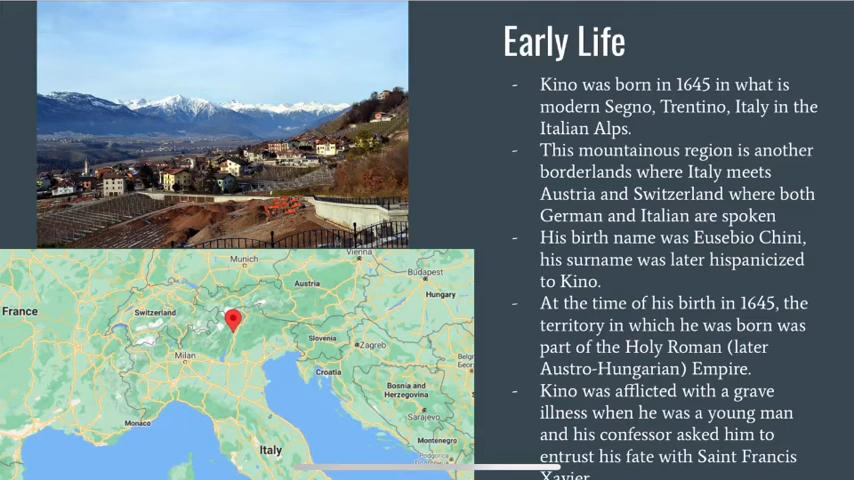 Early Life
- Kino was born in 1645 in what is
modern Segno, Trentino, Italy in the
Italian Alps.
- This mountainous region is another
borderlands where Italy meets
Austria and Switzerland where both
German and Italian are spoken
- His birth name was Eusebio Chini,
his surname was later hispanicized
to Kino.
- At the time of his birth in 1645, the
territory in which he was born was
part of the Holy Roman (later
Austro-Hungarian) Empire.
- Kino was afflicted with a grave
illness when he was a young man
and his confessor asked him to
entrust his fate with Saint Francis
Xavier
Vienna
Munich
Budapest
Austria
Hungary
France
Switzerland
Slovenia
Zagreb
Milan
Croatia
Bosnia and
Herzegovina
Sarajevo
Monaco
Montenegro
Italy
Podgorica